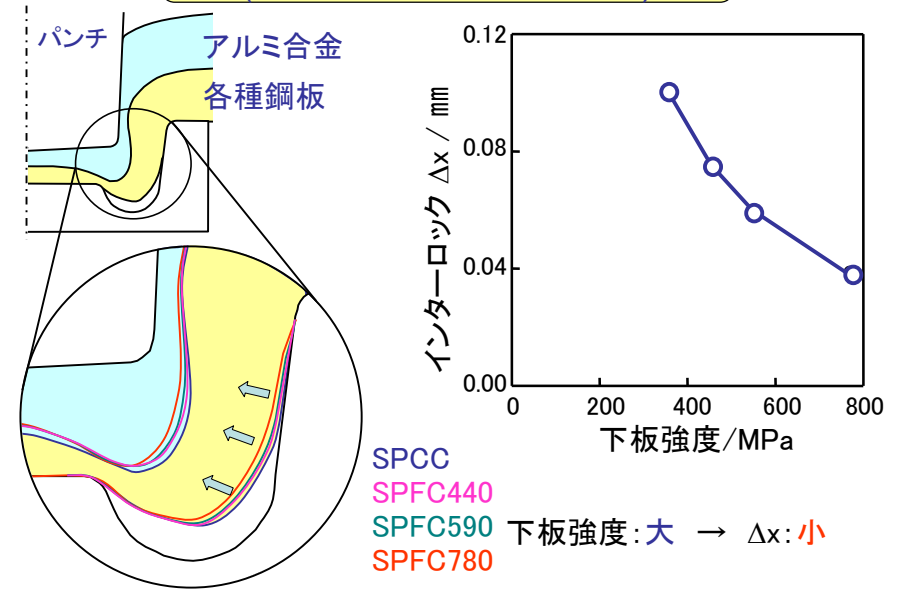 パンチ
アルミ合金
各種鋼板
インターロック Δx / ㎜
0.12
0.08
0.04
0.00
0
200
400
600
800
下板強度/MPa
SPCC
SPFC440
SPFC590
SPFC780
下板強度:大 → Δx:小